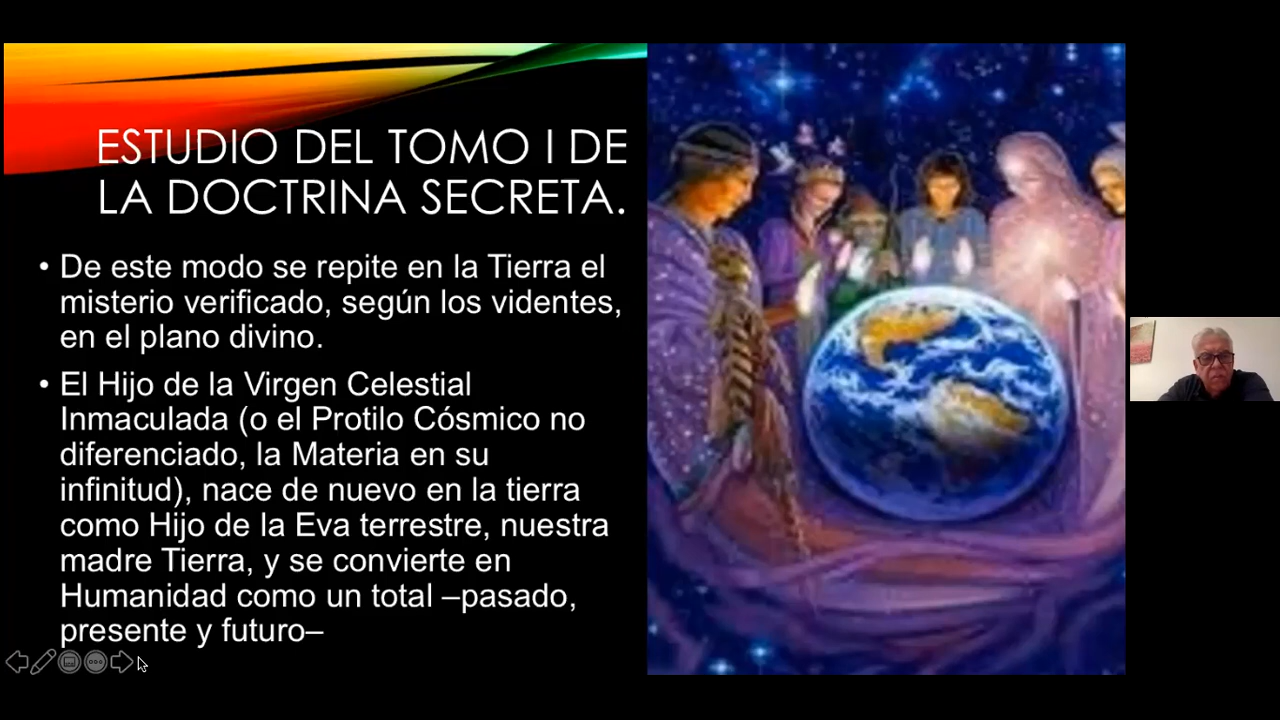 ESTUDIO DEL TOMO I DE
LA DOCTRINA SECRETA.
• De este modo se repite en la Tierra el
misterio verificado, según los videntes,
en el plano divino.
• El Hijo de la Virgen Celestial
Inmaculada (o el Protilo Cósmico no
diferenciado, la Materia en su
infinitud), nace de nuevo en la tierra
como Hijo de la Eva terrestre, nuestra
madre Tierra, y se convierte en
Humanidad como un total –pasado,
presente y futuro–